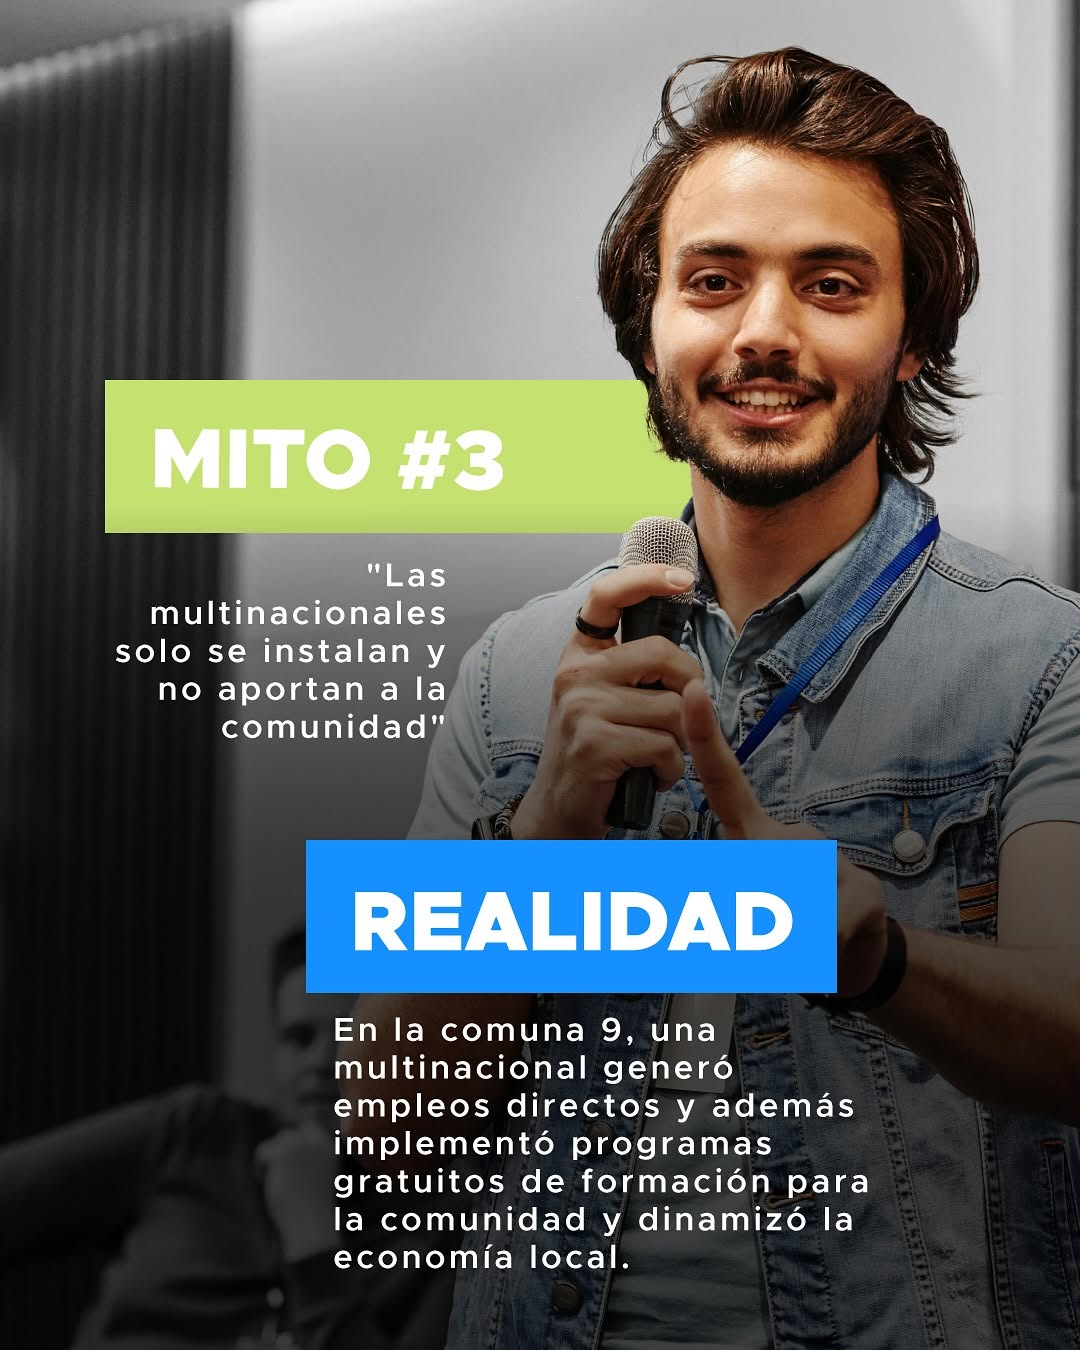 MITO #3
"Las
multinacionales
solo se instalan y
no aportan a la
comunidad"
REALIDAD
En la comuna 9, una
multinacional generó
empleos directos y además
implementó programas
gratuitos de formación para
la comunidad y dinamizó la
economía local.